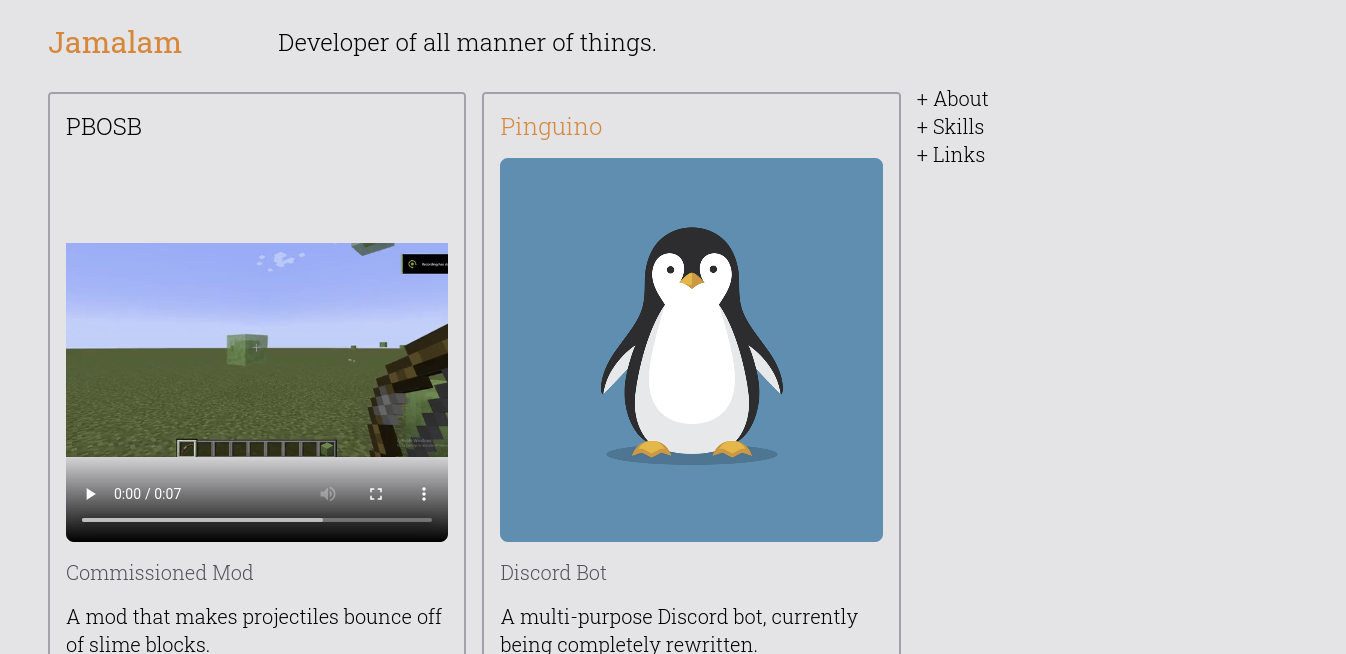 Jamalam
Developer of all manner of things.
PBOSB
0:00 / 0:07
Commissioned Mod
A mod that makes projectiles bounce off
of slime blocks.
Pinguino
Discord Bot
A multi-purpose Discord bot, currently
being completely rewritten.
+ About
+ Skills
+ Links